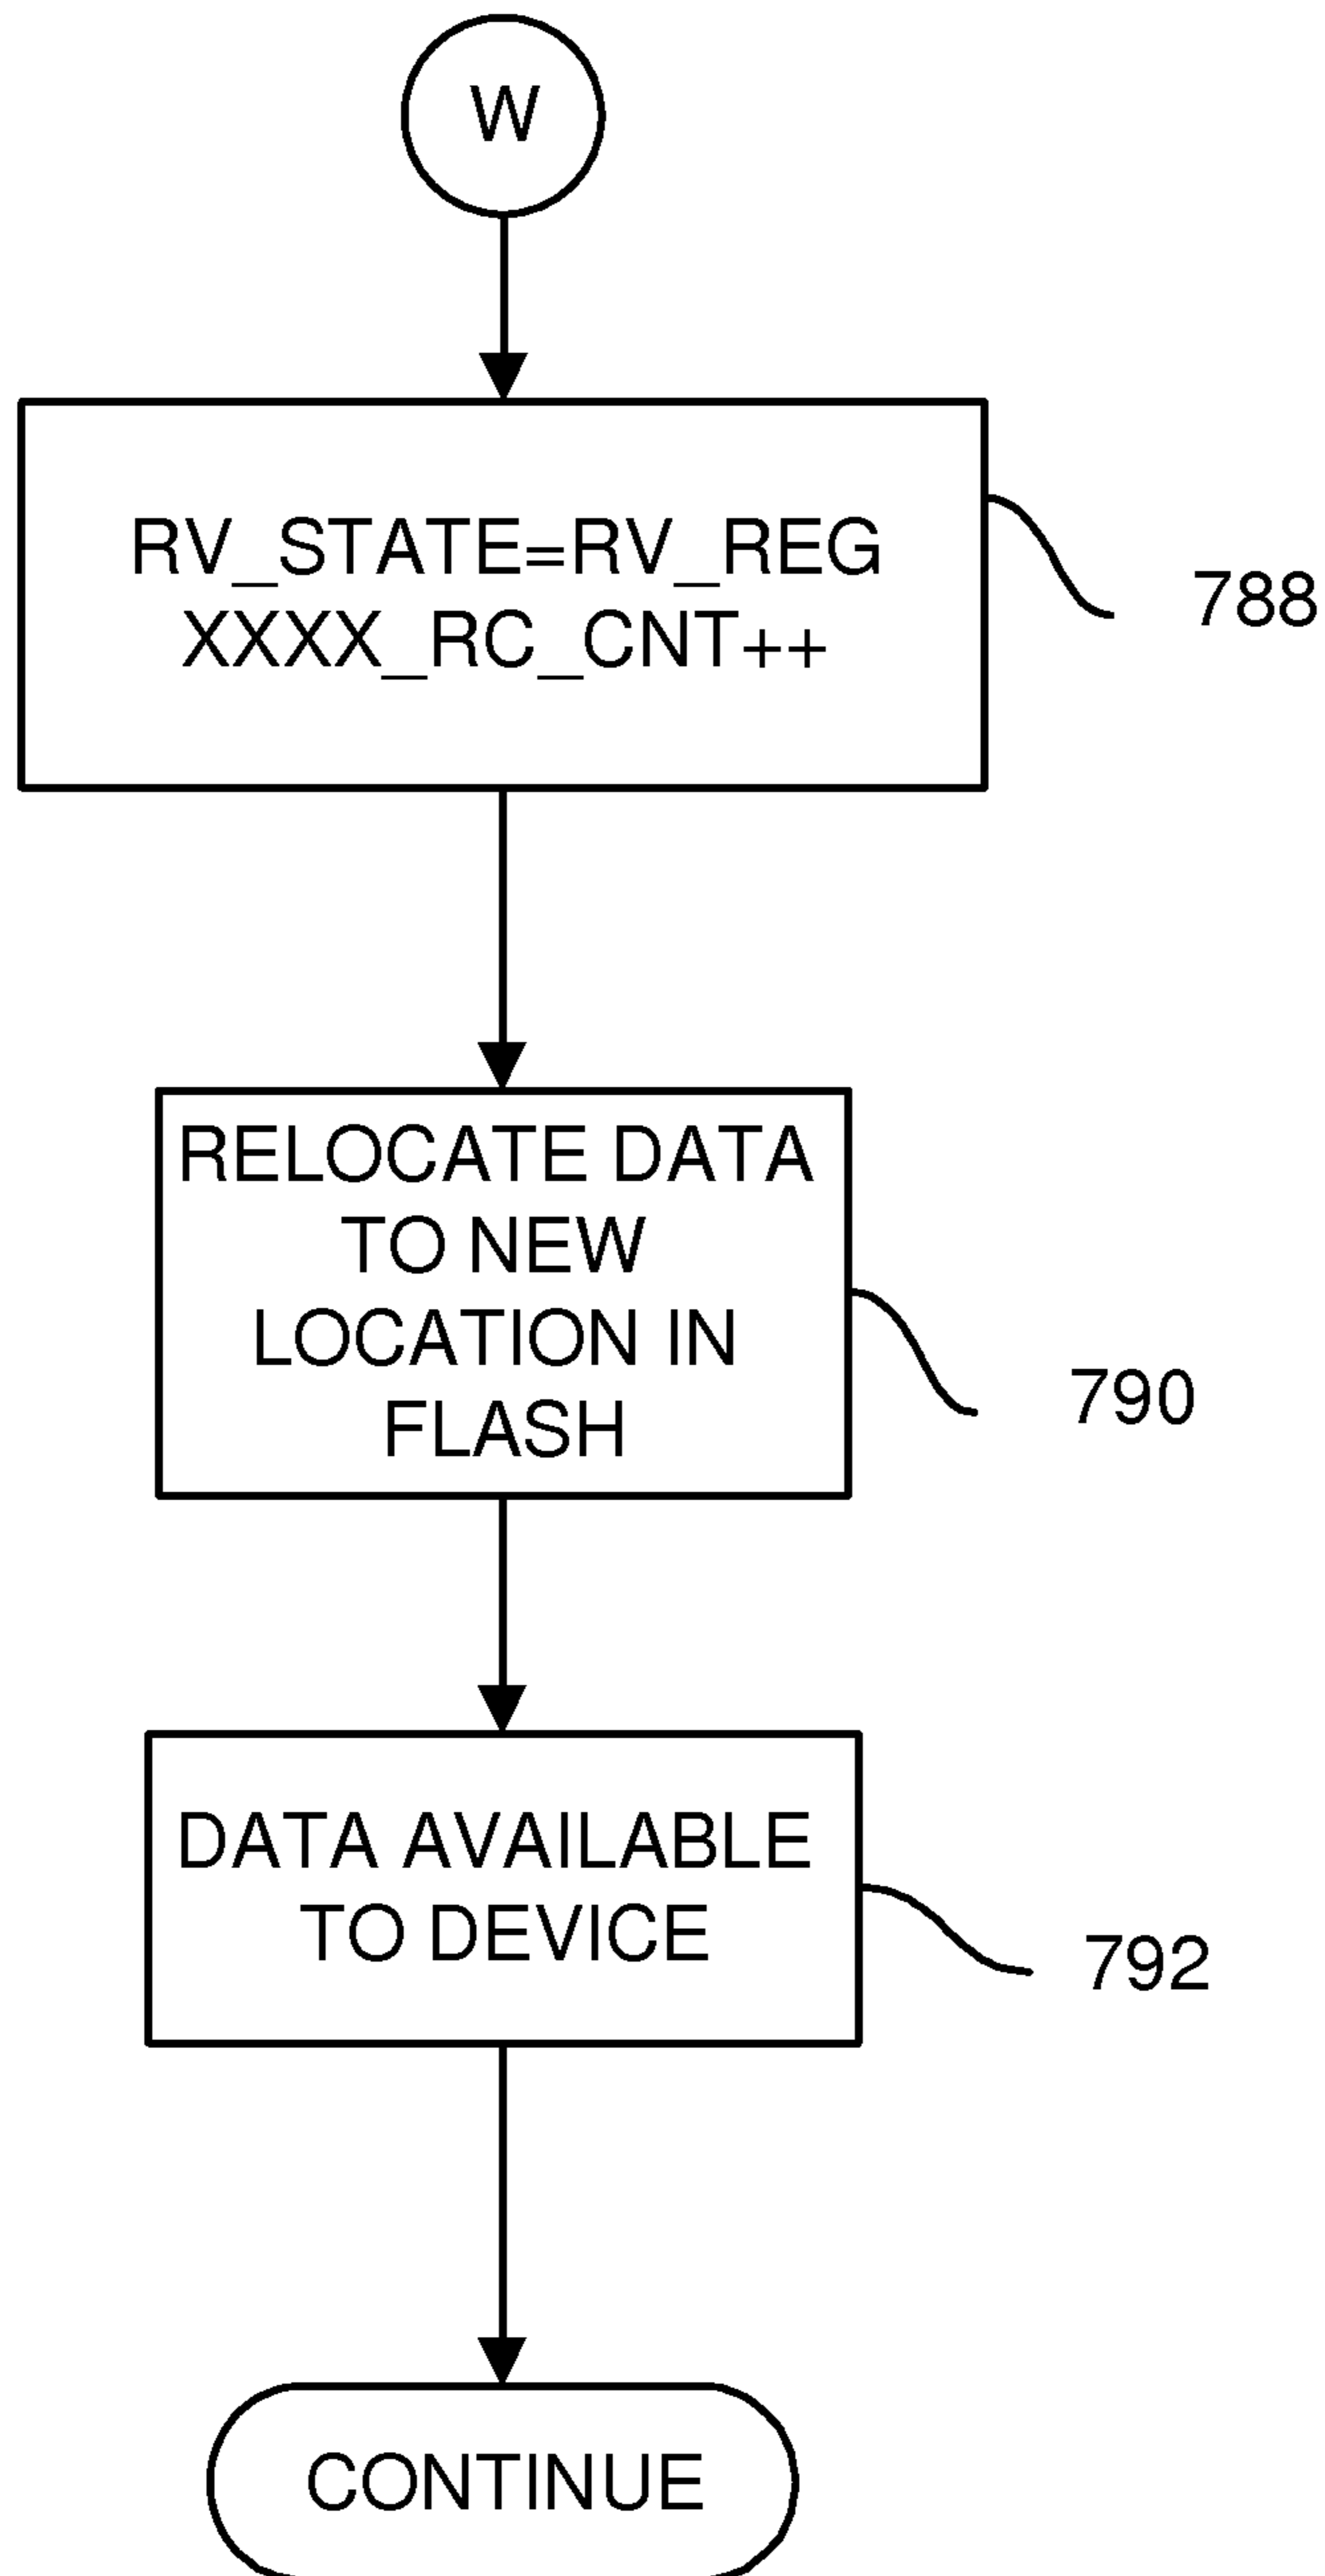 W
RV_STATE=RV_REG
XXXX_RC_CNT++
788
RELOCATE DATA
TO NEW
LOCATION IN
FLASH
790
DATA AVAILABLE
TO DEVICE
792
CONTINUE